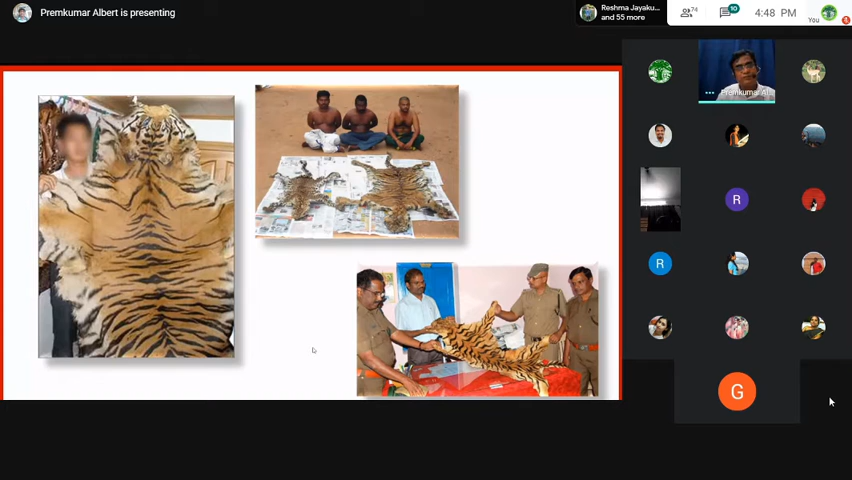 Premkumar Albert is presenting
Reshma Jayaku...
and 55 more
74
10
4:48 PM
You
Premkumar Al...
R
R
G